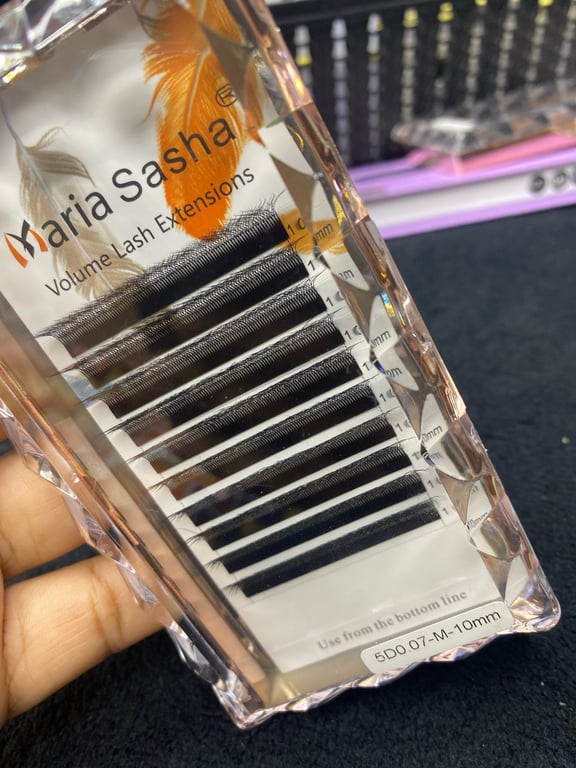 Maria Sasha ®
Volume Lash Extensions
Use from the bottom line
5D0.07-M-10mm